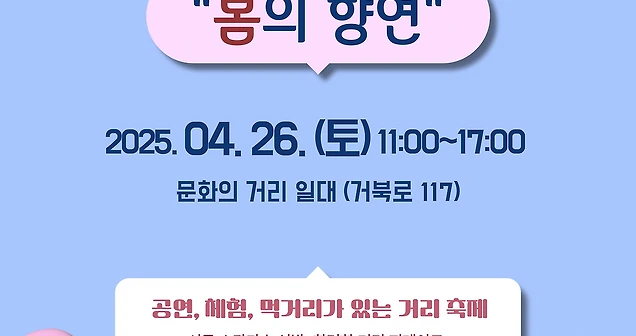 "봄의 향연"
2025. 04. 26. (토) 11:00~17:00
문화의 거리 일대 (거북로 117)
공연, 체험, 먹거리가 있는 거리 축제